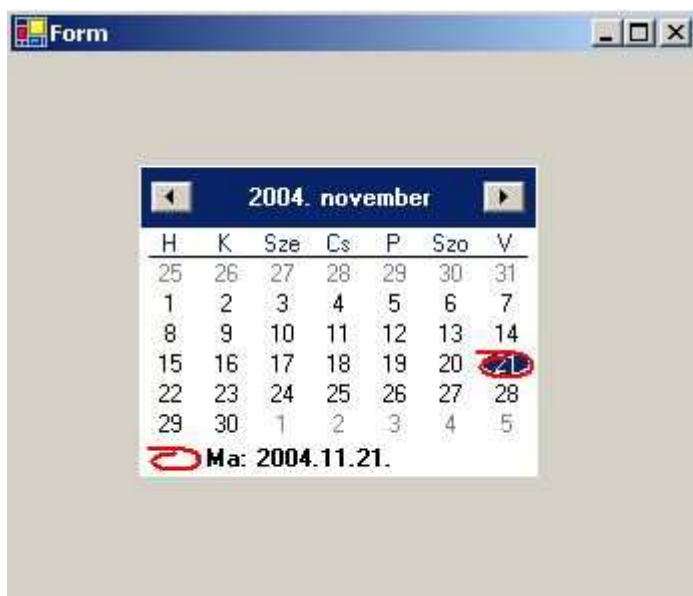 Form
2004. november
H K Sze Cs P Szo V
25 26 27 28 29 30 31
1 2 3 4 5 6 7
8 9 10 11 12 13 14
15 16 17 18 19 20 21
22 23 24 25 26 27 28
29 30 1 2 3 4 5
Ma: 2004.11.21.